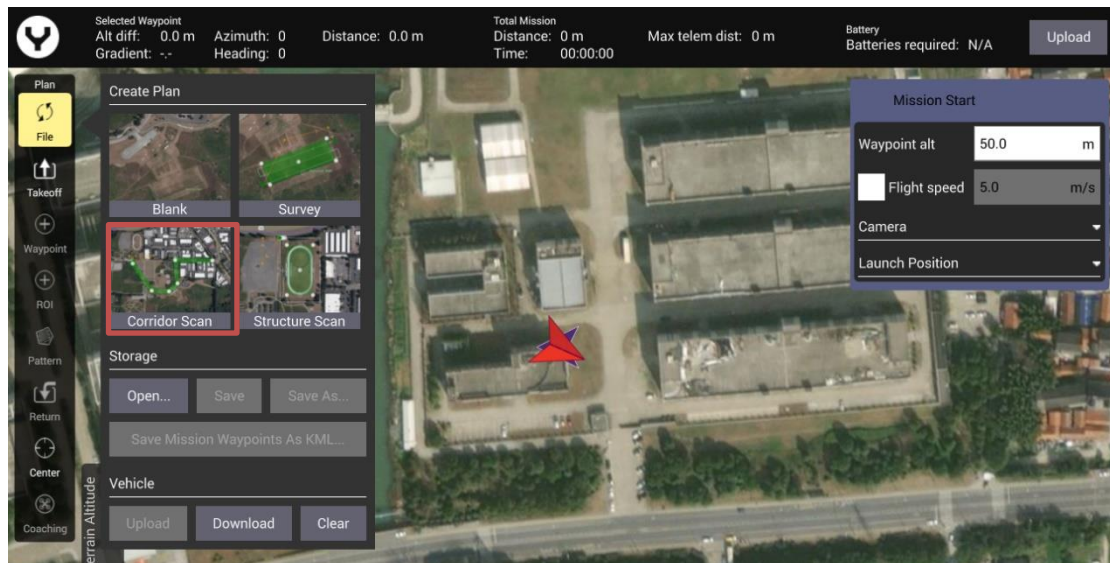 Selected Waypoint
Alt diff: 0.0 m Azimuth: 0 Distance: 0.0 m
Gradient: -.- Heading: 0
Total Mission
Distance: 0 m Max telem dist: 0 m
Time: 00:00:00
Battery
Batteries required: N/A
Upload
Plan
File
Takeoff
Waypoint
ROI
Pattern
Return
Center
Coaching
Create Plan
Blank
Survey
Corridor Scan
Structure Scan
Storage
Open...
Save
Save As...
Save Mission Waypoints As KML...
Vehicle
Upload
Download
Clear
Mission Start
Waypoint alt 50.0 m
Flight speed 5.0 m/s
Camera
Launch Position